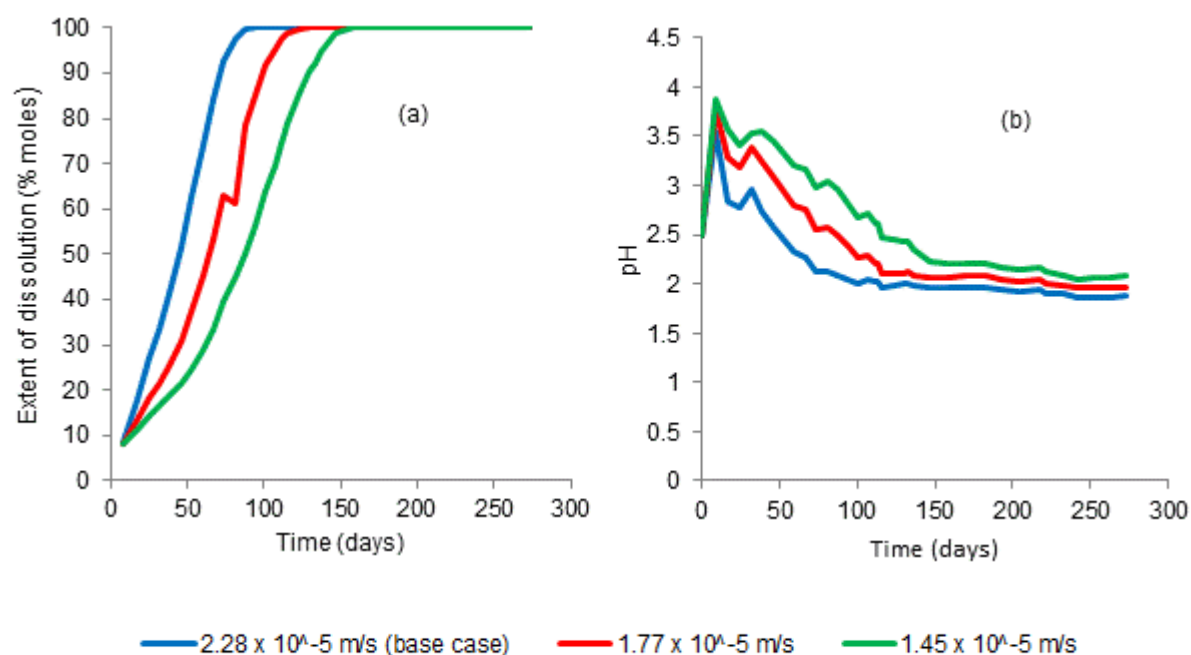 Extent of dissolution (% moles)
100
90
80
70
60
50
40
30
20
10
0
(a)
0 50 100 150 200 250 300
Time (days)
pH
4.5
4
3.5
3
2.5
2
1.5
1
0.5
0
(b)
0 50 100 150 200 250 300
Time (days)
2.28 x 10^-5 m/s (base case) 1.77 x 10^-5 m/s 1.45 x 10^-5 m/s